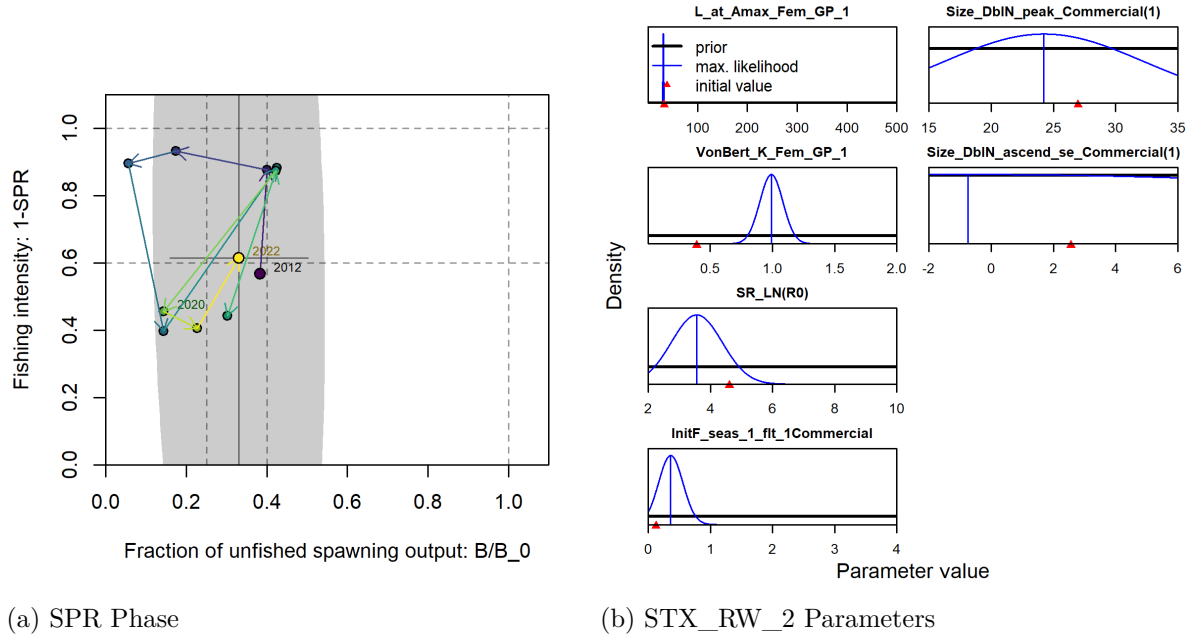 1.0
0.8
0.6
0.4
0.2
0.0
Fishing intensity: 1-SPR
2022
2012
2020
0.0 0.2 0.4 0.6 0.8 1.0
Fraction of unfished spawning output: B/B_0
(a) SPR Phase
L_at_Amax_Fem_GP_1
prior
max. likelihood
initial value
100 200 300 400 500
Size_DblN_peak_Commercial(1)
15 20 25 30 35
VonBert_K_Fem_GP_1
0.5 1.0 1.5 2.0
Size_DblN_ascend_se_Commercial(1)
-2 0 2 4 6
SR_LN(R0)
2 4 6 8 10
InitF_seas_1_flt_1Commercial
0 1 2 3 4
Density
Parameter value
(b) STX_RW_2 Parameters